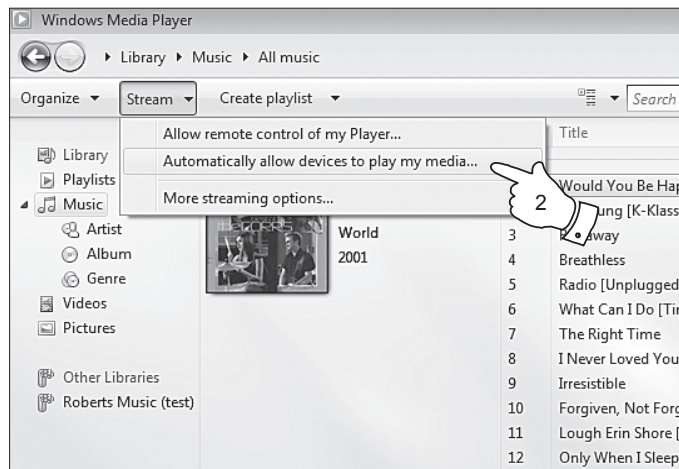 Windows Media Player
Library Music All music
Organize Stream Create playlist Search
Allow remote control of my Player...
Automatically allow devices to play my media...
More streaming options...
Library
Playlists
Music
Artist
Album
Genre
Videos
Pictures
Other Libraries
Roberts Music (test)
THE CORRS
World
2001
2
Title
Would You Be
[K-Klass
3
4 Breathless
5 Radio [Unplugged
6 What Can I Do
7 The Right Time
8 I Never Loved You
9 Irresistible
10 Forgiven, Not
11 Lough Erin Shore [
12 Only When I Sleep